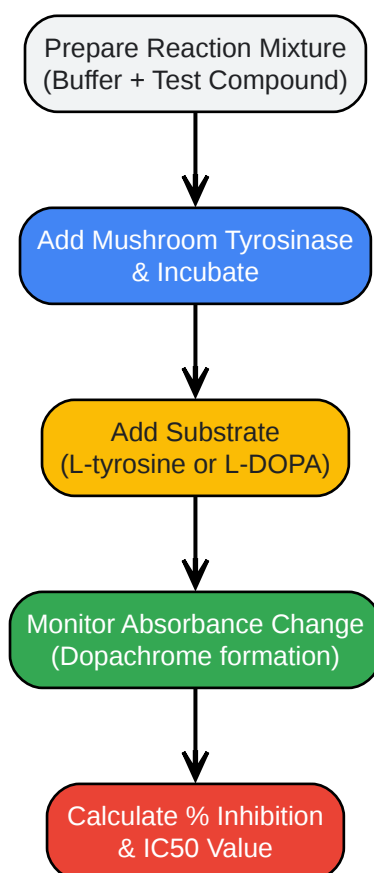 Prepare Reaction Mixture
(Buffer + Test Compound)
Add Mushroom Tyrosinase
& Incubate
Add Substrate
(L-tyrosine or L-DOPA)
Monitor Absorbance Change
(Dopachrome formation)
Calculate % Inhibition
& IC50 Value